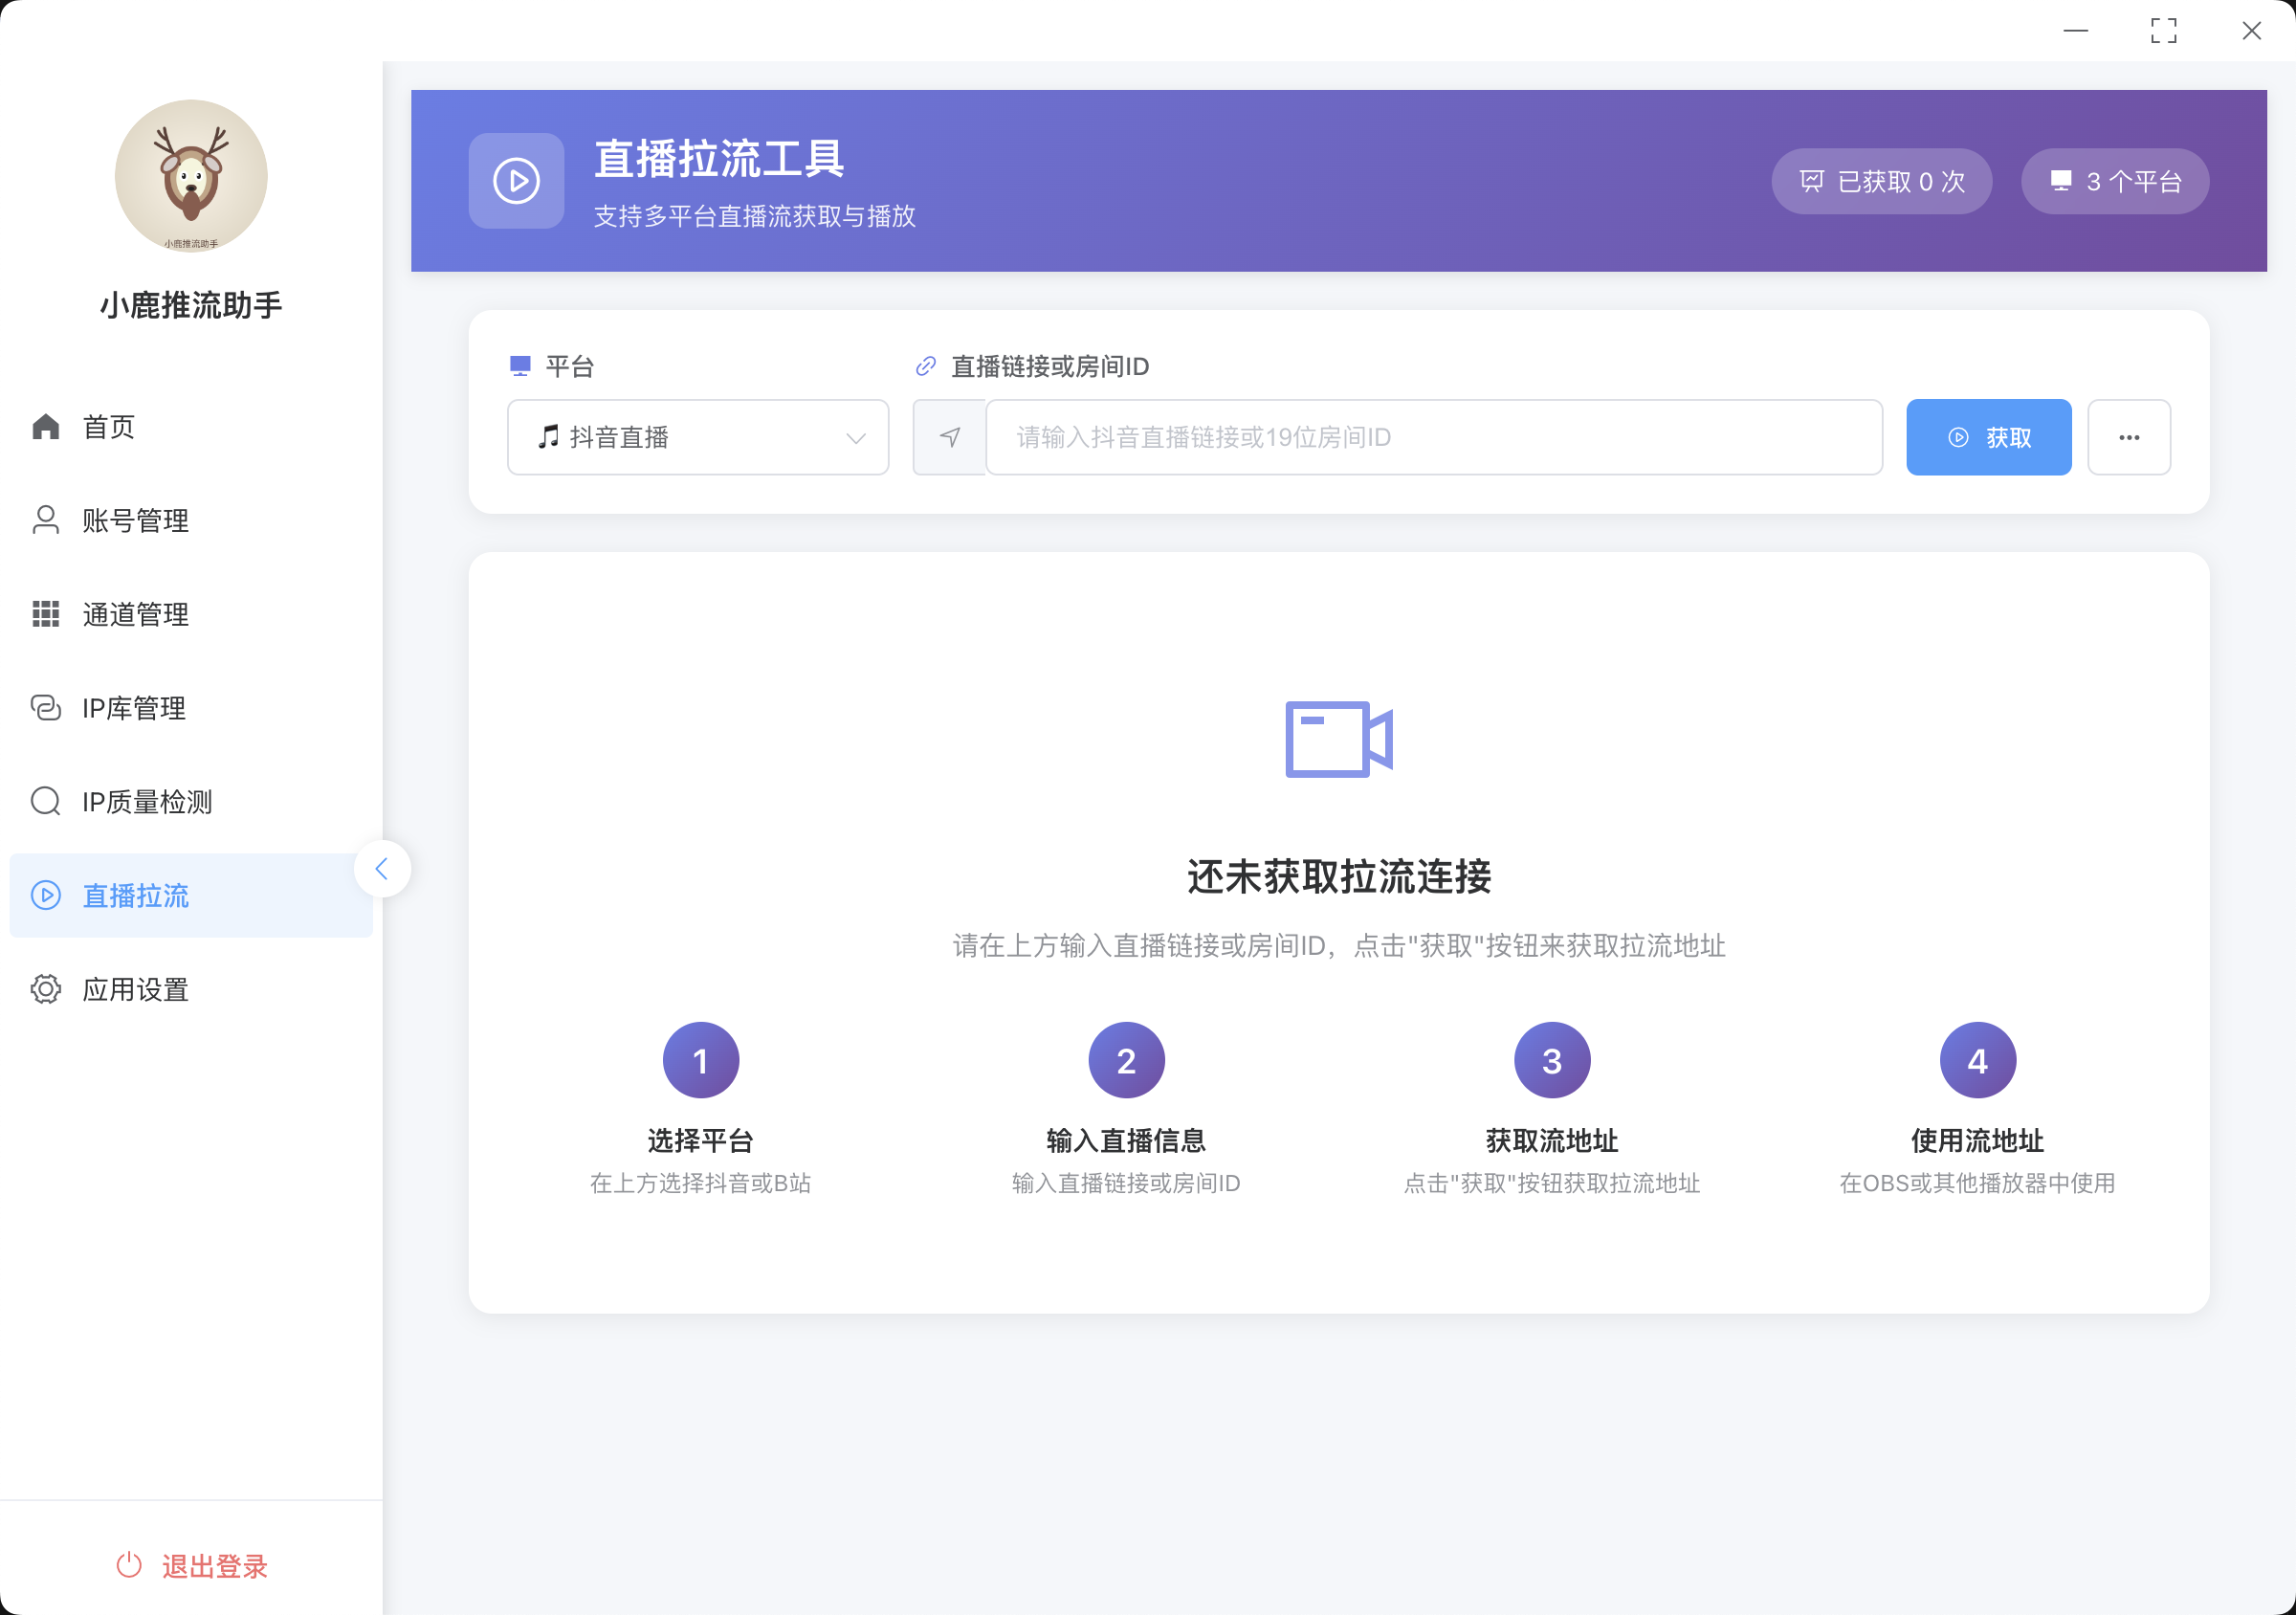 小鹿推流助手
小鹿推流助手
首页
账号管理
通道管理
IP库管理
IP质量检测
直播拉流
应用设置
退出登录
直播拉流工具
支持多平台直播流获取与播放
已获取 0 次
3 个平台
平台
直播链接或房间ID
抖音直播
请输入抖音直播链接或19位房间ID
获取
还未获取拉流连接
请在上方输入直播链接或房间ID，点击"获取"按钮来获取拉流地址
1
选择平台
在上方选择抖音或B站
2
输入直播信息
输入直播链接或房间ID
3
获取流地址
点击"获取"按钮获取拉流地址
4
使用流地址
在OBS或其他播放器中使用